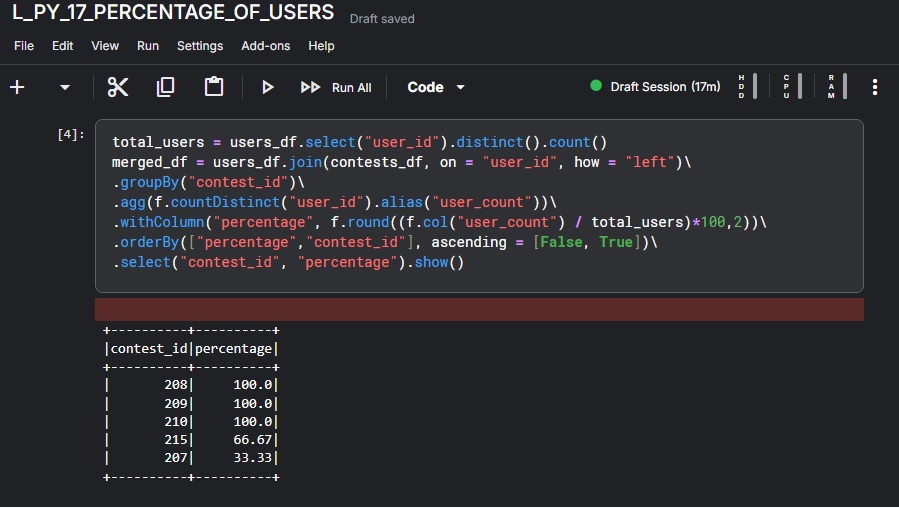 L_PY_17_PERCENTAGE_OF_USERS Draft saved
File Edit View Run Settings Add-ons Help
+ Run All Code Draft Session (17m) HDD CPU RAM
[4]:
total_users = users_df.select("user_id").distinct().count()
merged_df = users_df.join(contests_df, on = "user_id", how = "left")\
.groupBy("contest_id")\
.agg(f.countDistinct("user_id").alias("user_count"))\
.withColumn("percentage", f.round((f.col("user_count") / total_users)*100,2))\
.orderBy(["percentage","contest_id"], ascending = [False, True])\
.select("contest_id", "percentage").show()
+----------+----------+
|contest_id|percentage|
+----------+----------+
|       208|     100.0|
|       209|     100.0|
|       210|     100.0|
|       215|     66.67|
|       207|     33.33|
+----------+----------+